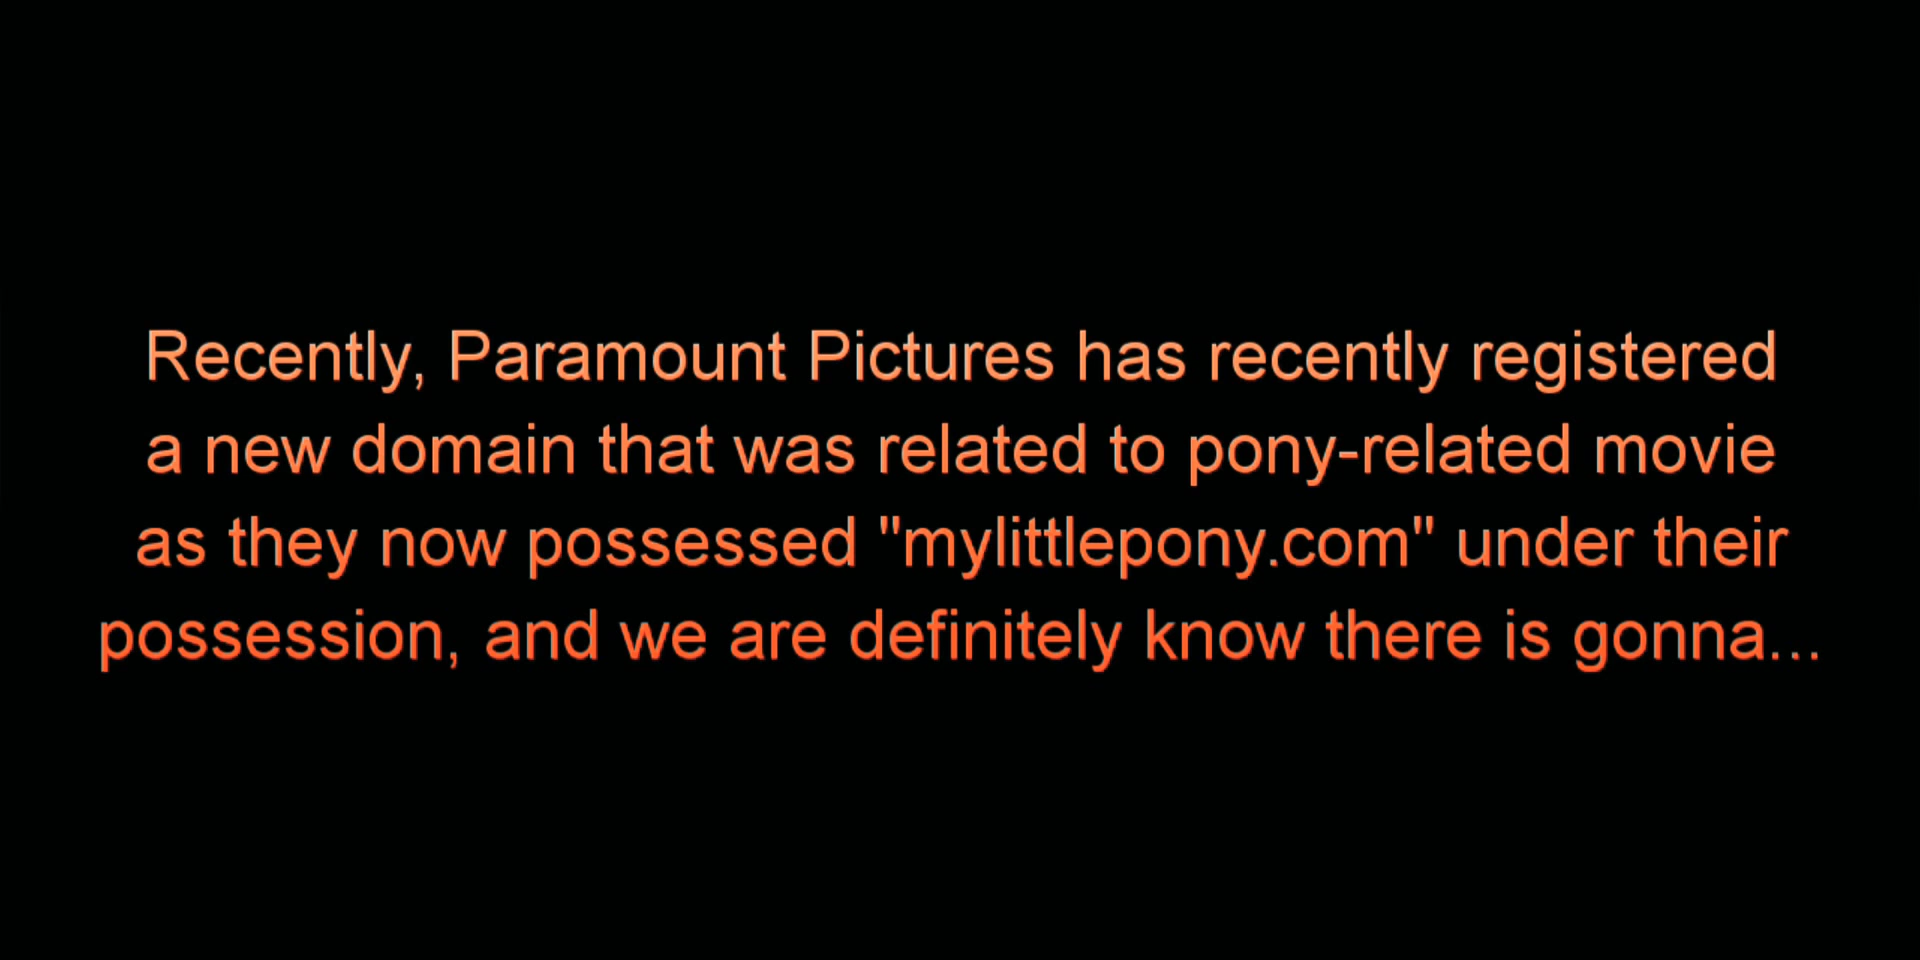 Recently, Paramount Pictures has recently registered
a new domain that was related to pony-related movie
as they now possessed "mylittlepony.com" under their
possession, and we are definitely know there is gonna...